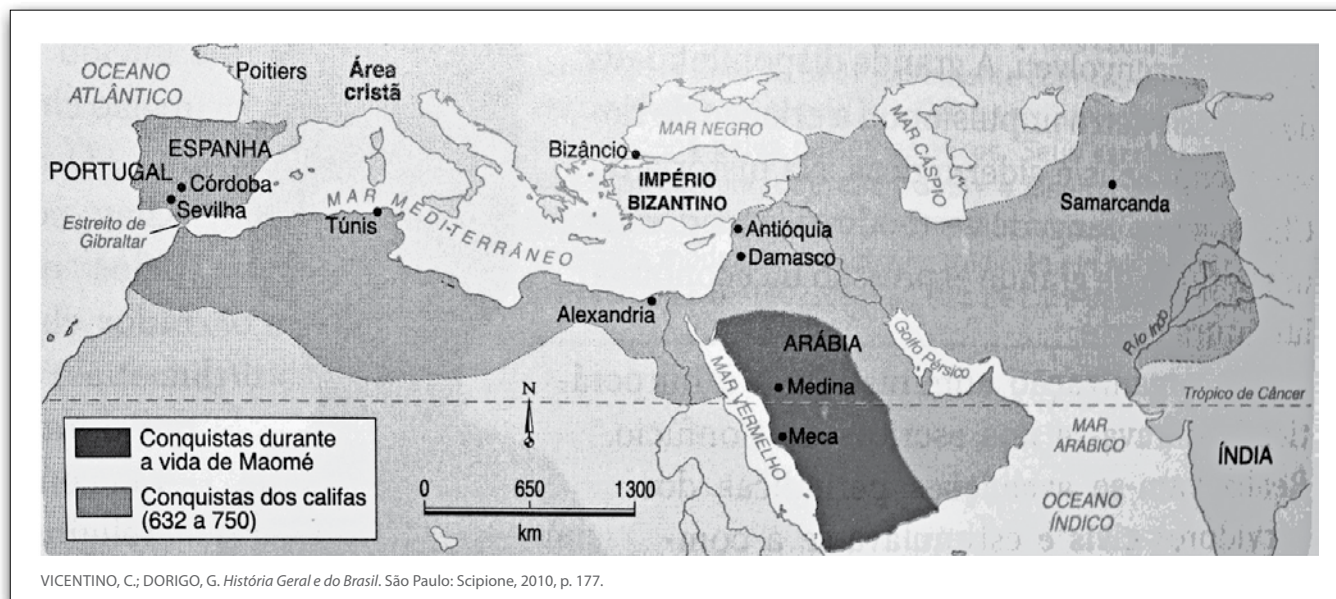 OCEANO
ATLÂNTICO
Poitiers
Área
cristã
MAR NEGRO
MAR CÁSPIO
Bizâncio
IMPÉRIO
BIZANTINO
ESPANHA
PORTUGAL
Córdoba
Sevilha
Estreito de
Gibraltar
MAR MEDITERRÂNEO
Túnis
Samarcanda
Antióquia
Damasco
Alexandria
ARÁBIA
Golfo Pérsico
Rio Indo
Medina
Meca
MAR VERMELHO
Trópico de Câncer
MAR
ARÁBICO
ÍNDIA
OCEANO
ÍNDICO
N
Conquistas durante
a vida de Maomé
Conquistas dos califas
(632 a 750)
0 650 1300
km
VICENTINO, C.; DORIGO, G. História Geral e do Brasil. São Paulo: Scipione, 2010, p. 177.